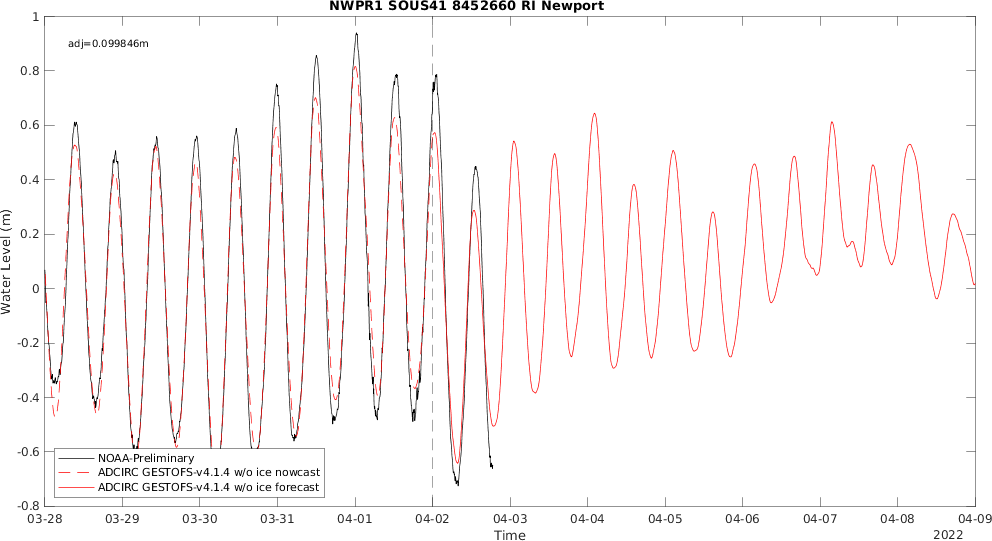 NWPR1 SOUS41 8452660 RI Newport
adj=0.099846m
1
0.8
0.6
0.4
0.2
0
-0.2
-0.4
-0.6
-0.8
Water Level (m)
NOAA-Preliminary
ADCIRC GESTOFS-v4.1.4 w/o ice nowcast
ADCIRC GESTOFS-v4.1.4 w/o ice forecast
03-28 03-29 03-30 03-31 04-01 04-02 04-03 04-04 04-05 04-06 04-07 04-08 04-09
Time
2022